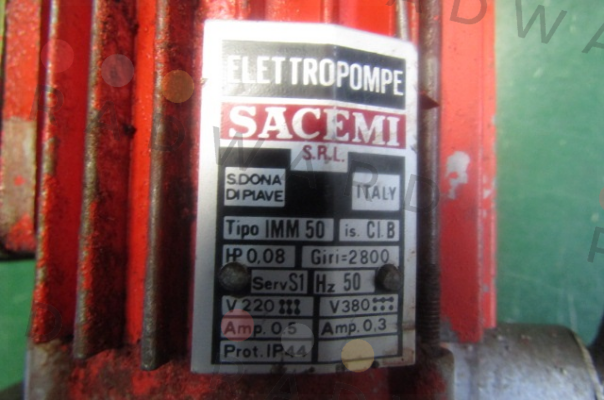 ELETTROPOMPE
SACEMI
S.R.L.
S.DONA DI PIAVE
ITALY
Tipo IMM 50 is. Cl. B
HP 0,08 Giri=2800
Serv S1 Hz 50
V 220 V 380
Amp. 0.5 Amp. 0.3
Prot. IP44